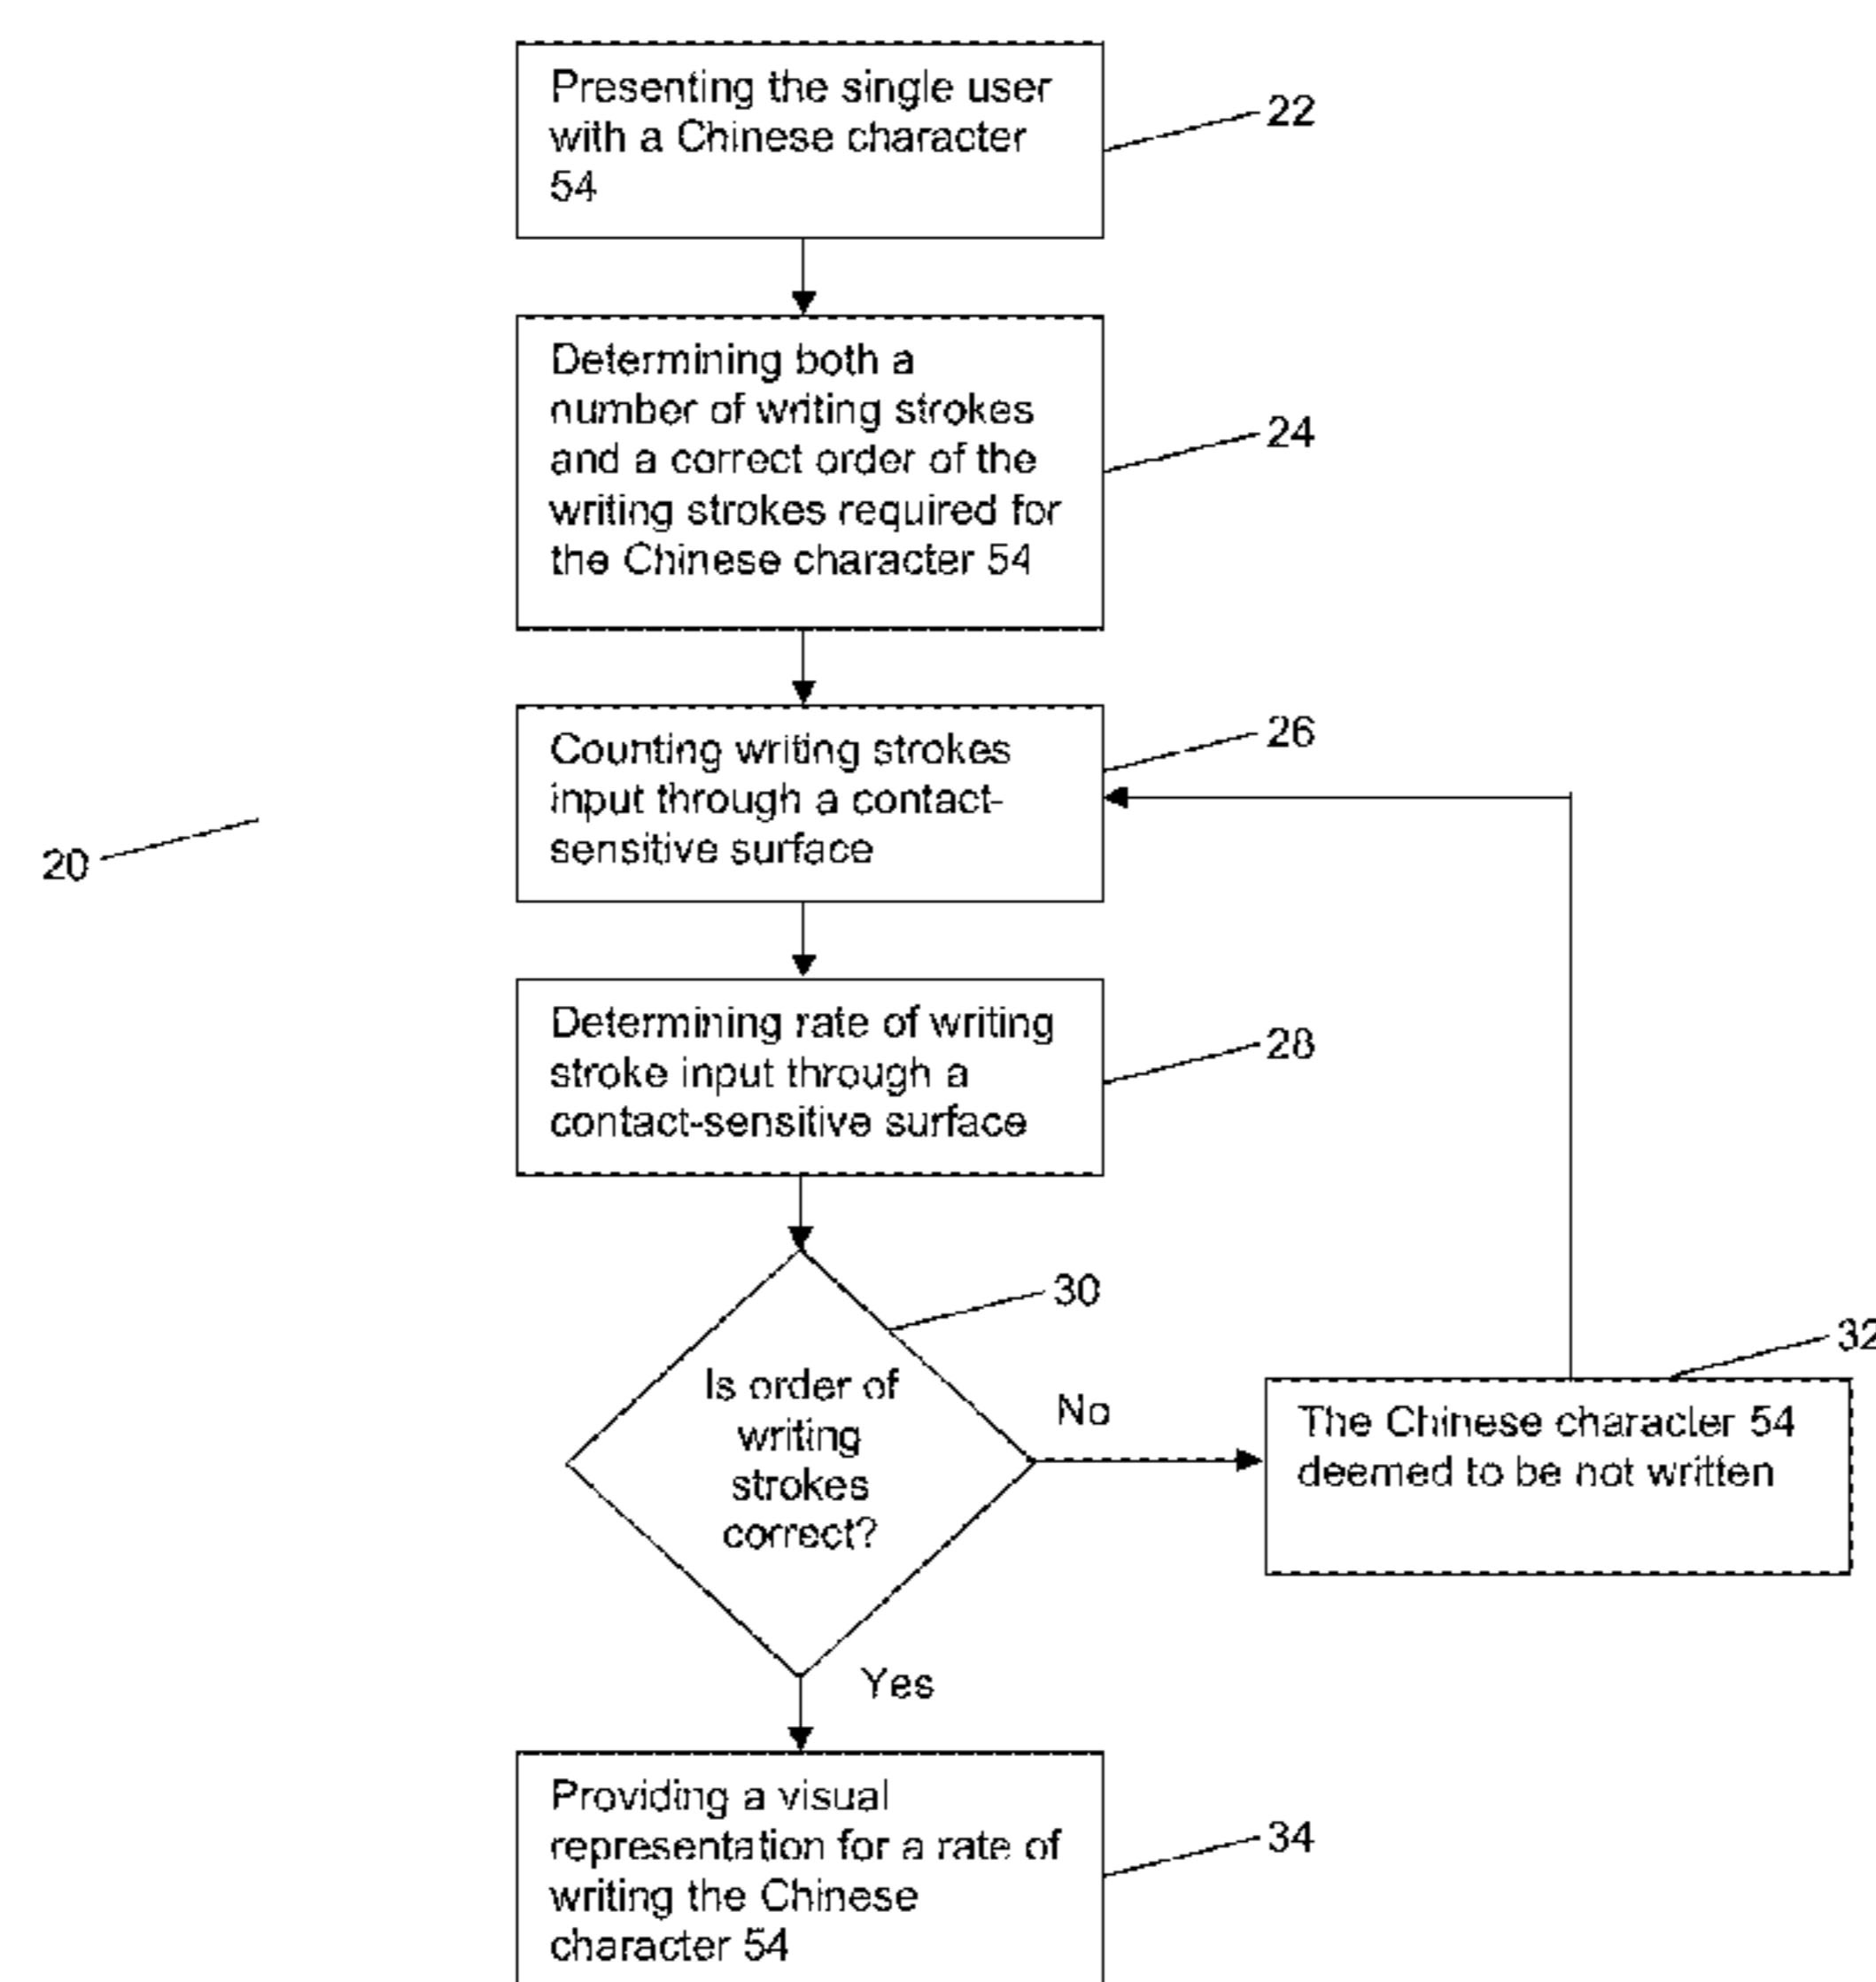 Presenting the single user
with a Chinese character
54
22
Determining both a
number of writing strokes
and a correct order of the
writing strokes required for
the Chinese character 54
24
Counting writing strokes
input through a contact-
sensitive surface
26
20
Determining rate of writing
stroke input through a
contact-sensitive surface
28
30
Is order of
writing
strokes
correct?
No
32
The Chinese character 54
deemed to be not written
Yes
Providing a visual
representation for a rate of
writing the Chinese
character 54
34